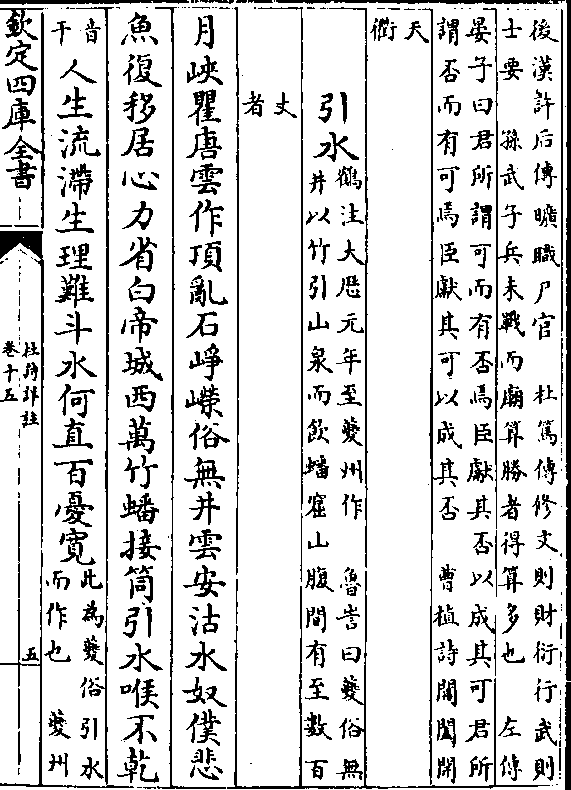 後漢許后傳曠職尸官　杜篤傳修文則財衍行武則
士要　孫武子兵未戰而廟算勝者得算多也　左傳
晏子曰君所謂可而有否焉臣獻其否以成其可君所
謂否而有可焉臣獻其可以成其否　曹植詩閶闔開
天
衢
引水
鶴注大厯元年至夔州作　魯訔曰夔俗無
井以竹引山泉而飲蟠窟山腹間有至數百
丈
者
月峽瞿唐雲作頂亂石崢嶸俗無井雲安沽水奴僕悲
魚復移居心力省白帝城西萬竹蟠接筒引水喉不乾
音
干
人生流滯生理難斗水何直百憂寛
此為夔俗引水
而作也　夔州
欽定四庫全書
杜詩詳註
卷十五
五